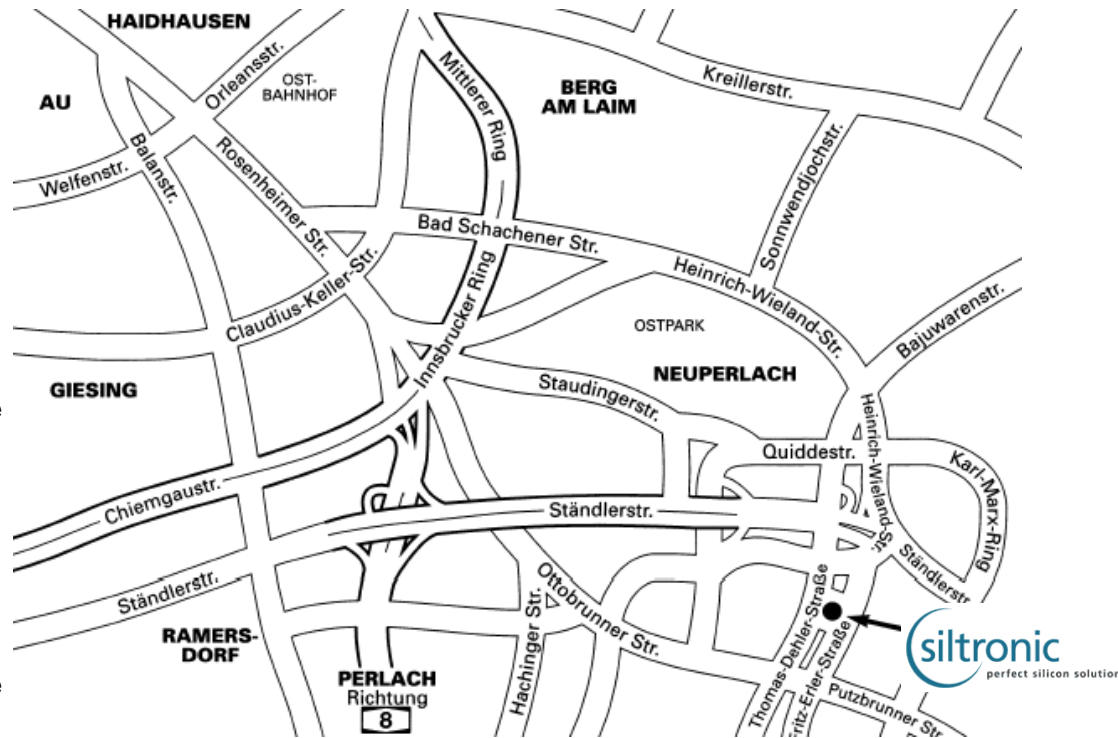 HAIDHAUSEN
Orleansstr.
OST-
BAHNHOF
AU
Mittlerer Ring
BERG
AM LAIM
Kreillerstr.
Welfenstr.
Balanstr.
Rosenheimer Str.
Sonnwendjochstr.
Bad Schachener Str.
Claudius-Keller-Str.
Innsbrucker Ring
Heinrich-Wieland-Str.
Bajuwarenstr.
OSTPARK
GIESING
NEUPERLACH
Staudingerstr.
Heinrich-Wieland-Str.
Quiddestr.
Karl-Marx-Ring
Chiemgaustr.
Ständlerstr.
Ständlerstr.
Ständlerstr.
Ottobrunner Str.
Hachinger Str.
Thomas-Dehler-Straße
Fritz-Erler-Straße
RAMERS-
DORF
siltronic
perfect silicon solution
PERLACH
Richtung
8
Putzbrunner Str.